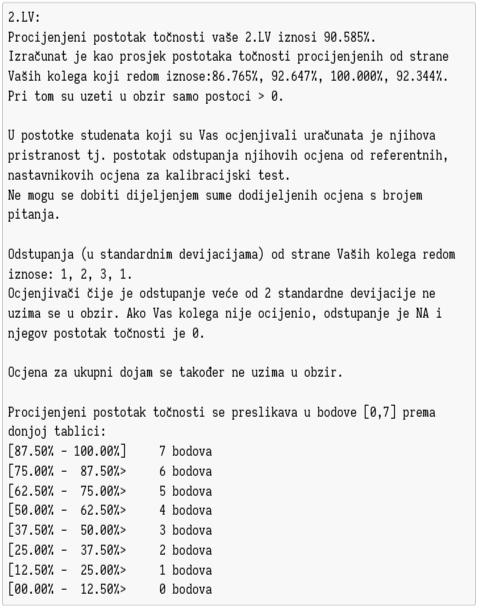 2.LV:
Procijenjeni postotak točnosti vaše 2.LV iznosi 90.585%.
Izračunat je kao prosjek postotaka točnosti procijenjenih od strane
Vaših kolega koji redom iznose:86.765%, 92.647%, 100.000%, 92.344%.
Pri tom su uzeti u obzir samo postoci > 0.
U postotke studenata koji su Vas ocjenjivali uračunata je njihova
pristranost tj. postotak odstupanja njihovih ocjena od referentnih,
nastavnikovih ocjena za kalibracijski test.
Ne mogu se dobiti dijeljenjem sume dodijeljenih ocjena s brojem
pitanja.
Odstupanja (u standardnim devijacijama) od strane Vaših kolega redom
iznose: 1, 2, 3, 1.
Ocjenjivači čije je odstupanje veće od 2 standardne devijacije ne
uzima se u obzir. Ako Vas kolega nije ocijenio, odstupanje je NA i
njegov postotak točnosti je 0.
Ocjena za ukupni dojam se također ne uzima u obzir.
Procijenjeni postotak točnosti se preslikava u bodove [0,7] prema
donjoj tablici:
[87.50% - 100.00%] 7 bodova
[75.00% - 87.50%> 6 bodova
[62.50% - 75.00%> 5 bodova
[50.00% - 62.50%> 4 bodova
[37.50% - 50.00%> 3 bodova
[25.00% - 37.50%> 2 bodova
[12.50% - 25.00%> 1 bodova
[00.00% - 12.50%> 0 bodova